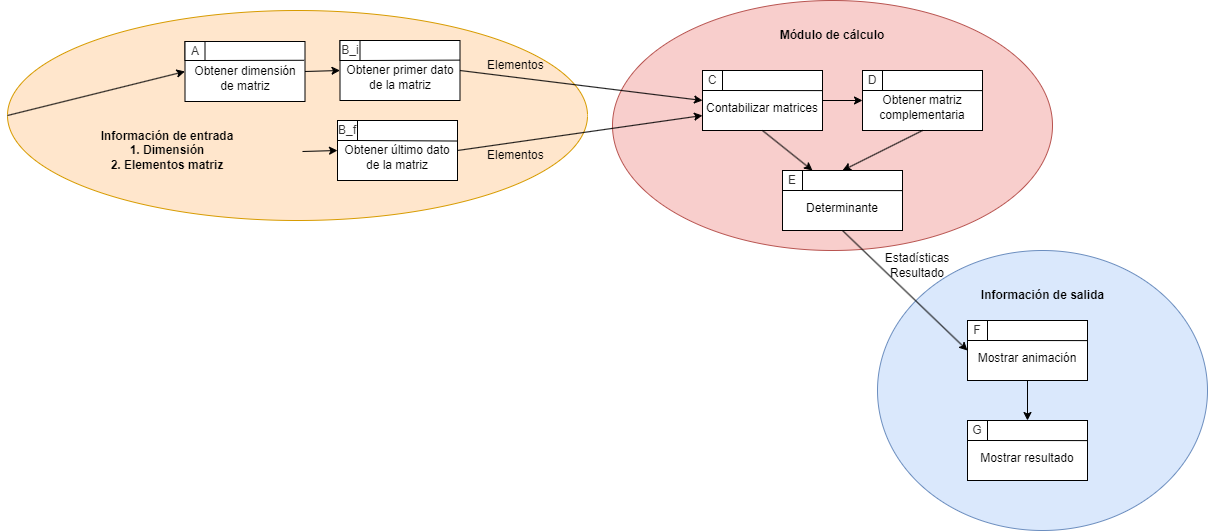 A
Obtener dimensión
de matriz
B_i
Obtener primer dato
de la matriz
Elementos
Información de entrada
1. Dimensión
2. Elementos matriz
B_f
Obtener último dato
de la matriz
Elementos
Módulo de cálculo
C
Contabilizar matrices
D
Obtener matriz
complementaria
E
Determinante
Estadísticas
Resultado
Información de salida
F
Mostrar animación
G
Mostrar resultado